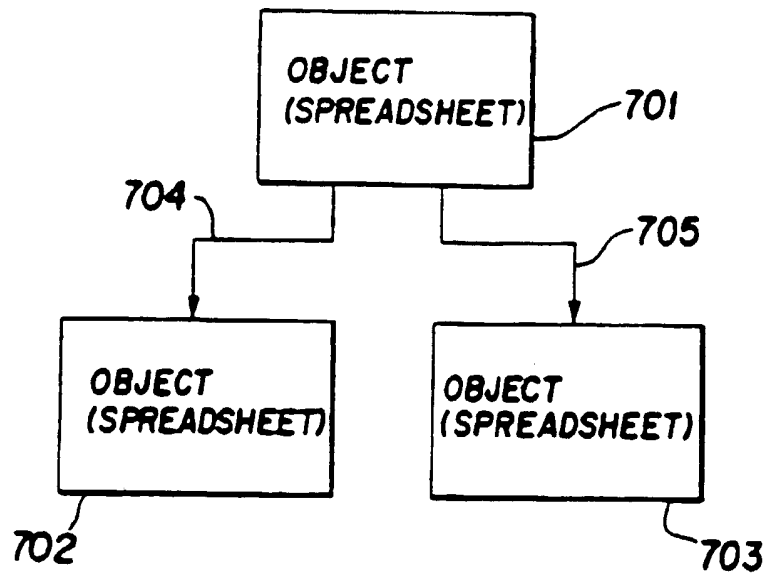 OBJECT
(SPREADSHEET)
701
704
705
OBJECT
(SPREADSHEET)
OBJECT
(SPREADSHEET)
702
703